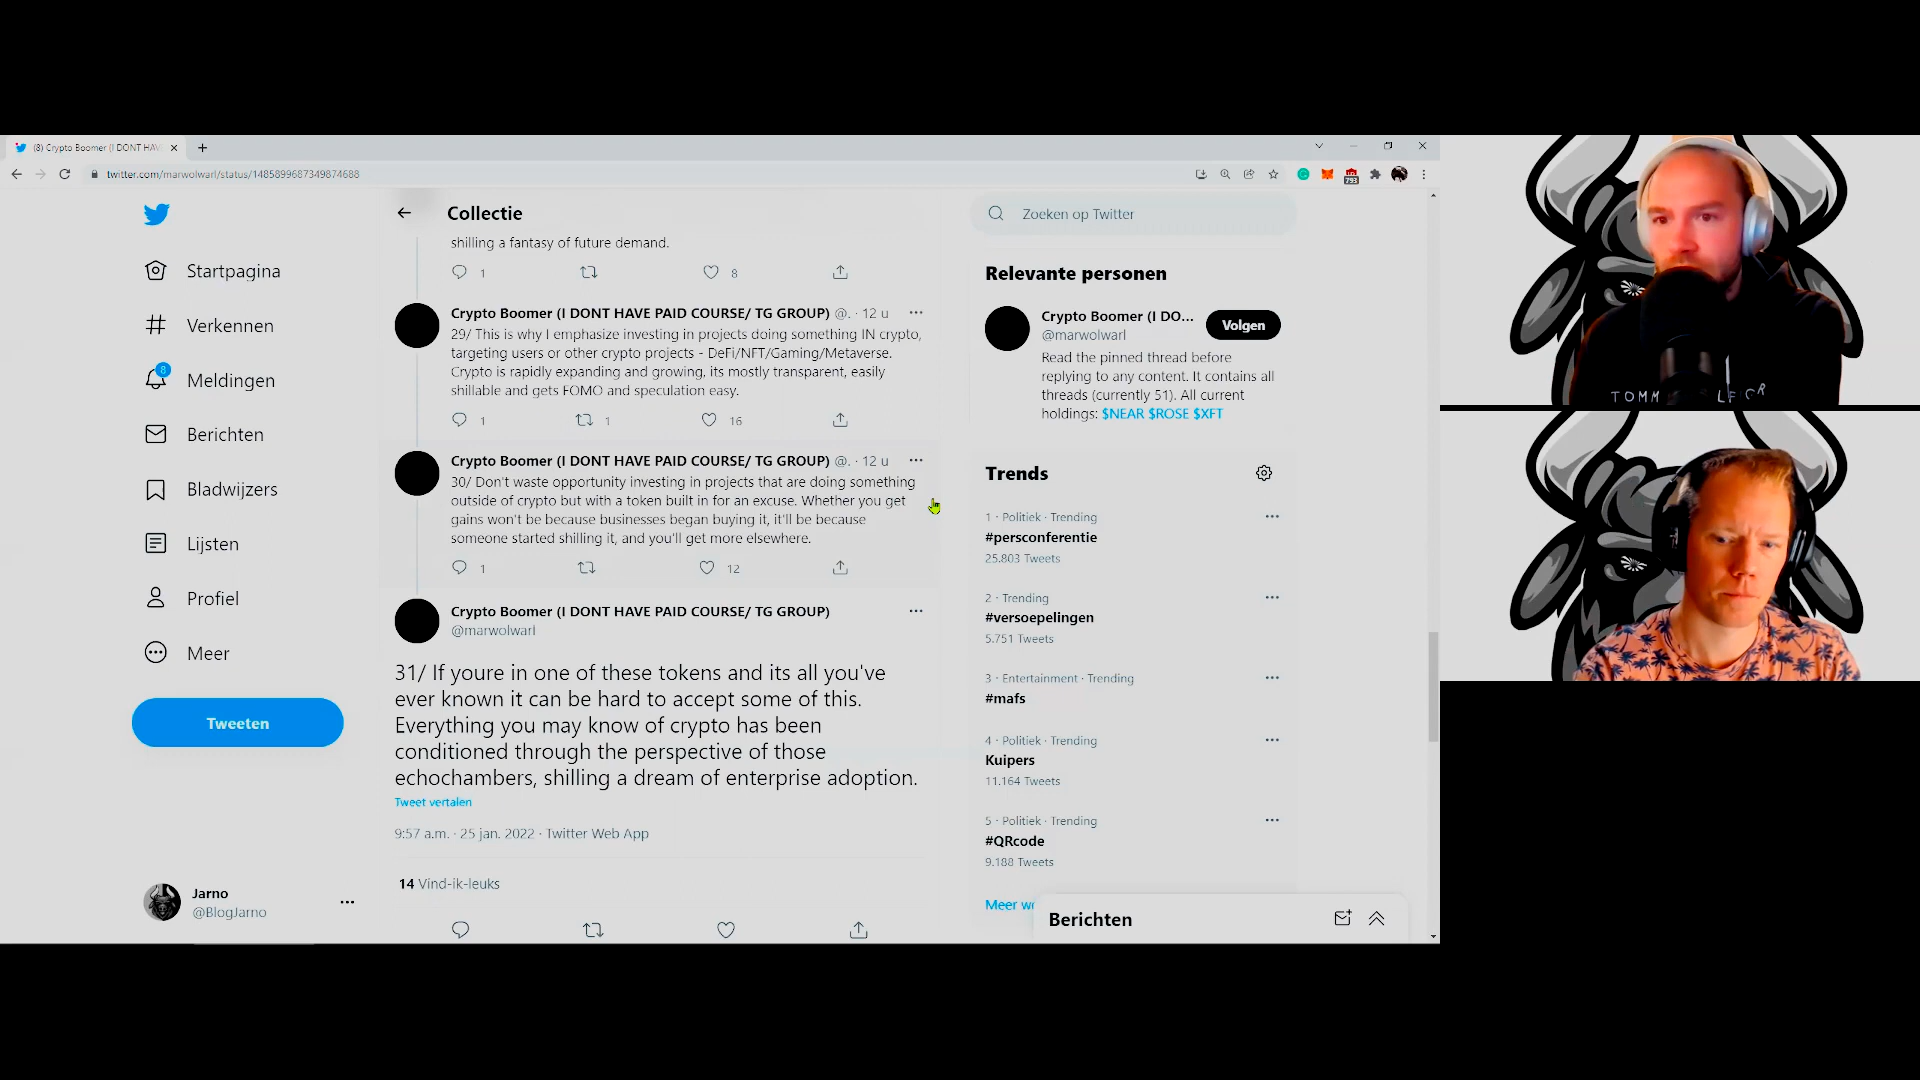 (8) Crypto Boomer (I DONT HAV
twitter.com/marwolwarl/status/1485899687349874688
793
Startpagina
Verkennen
8
Meldingen
Berichten
Bladwijzers
Lijsten
Profiel
Meer
Tweeten
Jarno
@BlogJarno
Collectie
shilling a fantasy of future demand.
1 8
Crypto Boomer (I DONT HAVE PAID COURSE/ TG GROUP) @. · 12 u
29/ This is why I emphasize investing in projects doing something IN crypto,
targeting users or other crypto projects - DeFi/NFT/Gaming/Metaverse.
Crypto is rapidly expanding and growing, its mostly transparent, easily
shillable and gets FOMO and speculation easy.
1 1 16
Crypto Boomer (I DONT HAVE PAID COURSE/ TG GROUP) @. · 12 u
30/ Don't waste opportunity investing in projects that are doing something
outside of crypto but with a token built in for an excuse. Whether you get
gains won't be because businesses began buying it, it'll be because
someone started shilling it, and you'll get more elsewhere.
1 12
Crypto Boomer (I DONT HAVE PAID COURSE/ TG GROUP)
@marwolwarl
31/ If youre in one of these tokens and its all you've
ever known it can be hard to accept some of this.
Everything you may know of crypto has been
conditioned through the perspective of those
echochambers, shilling a dream of enterprise adoption.
Tweet vertalen
9:57 a.m. · 25 jan. 2022 · Twitter Web App
14 Vind-ik-leuks
Zoeken op Twitter
Relevante personen
Crypto Boomer (I DO...
@marwolwarl
Volgen
Read the pinned thread before
replying to any content. It contains all
threads (currently 51). All current
holdings: $NEAR $ROSE $XFT
Trends
1 · Politiek · Trending
#persconferentie
25.803 Tweets
2 · Trending
#versoepelingen
5.751 Tweets
3 · Entertainment · Trending
#mafs
4 · Politiek · Trending
Kuipers
11.164 Tweets
5 · Politiek · Trending
#QRcode
9.188 Tweets
Meer
Berichten
TOMM